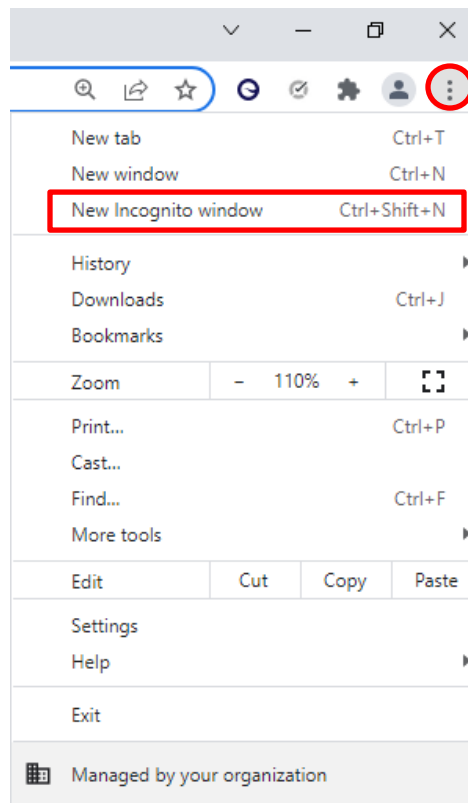 New tab Ctrl+T
New window Ctrl+N
New Incognito window Ctrl+Shift+N
History
Downloads Ctrl+J
Bookmarks
Zoom - 110% +
Print... Ctrl+P
Cast...
Find... Ctrl+F
More tools
Edit Cut Copy Paste
Settings
Help
Exit
Managed by your organization